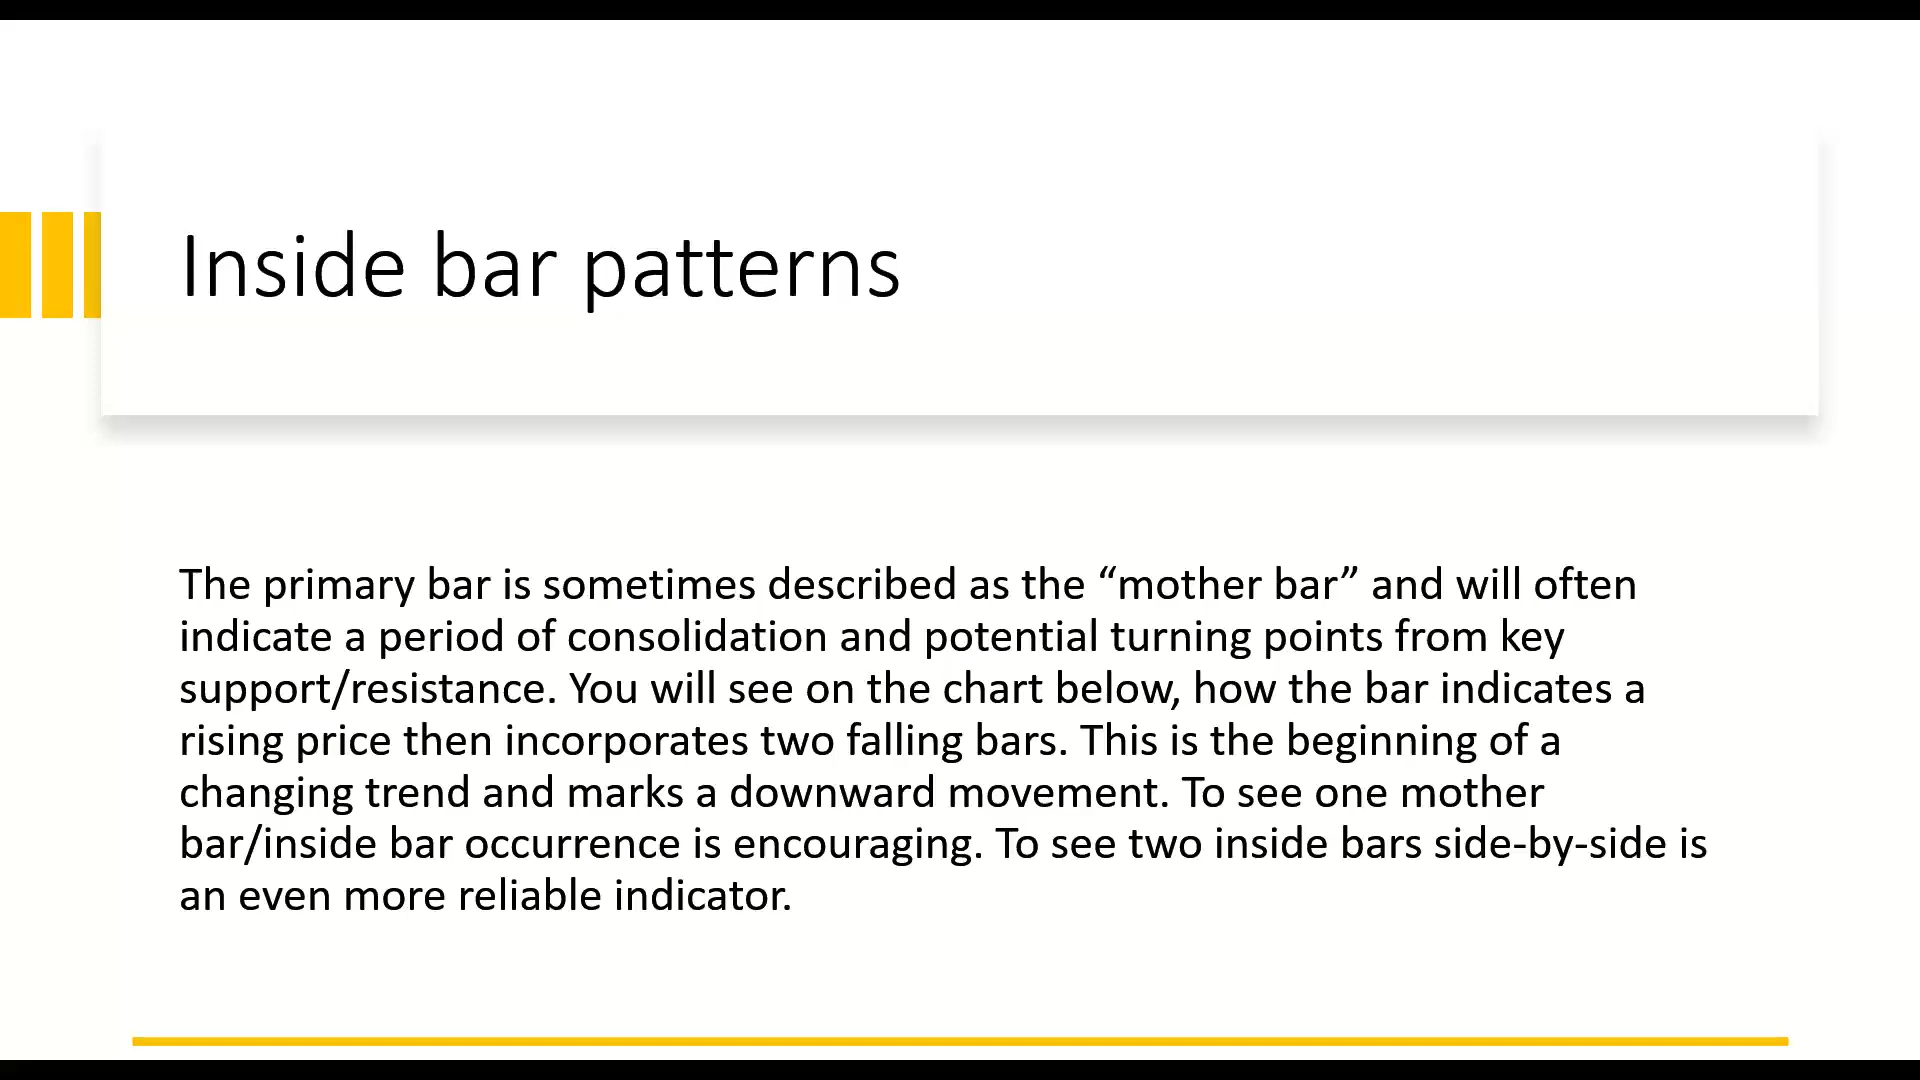 Inside bar patterns
The primary bar is sometimes described as the “mother bar” and will often
indicate a period of consolidation and potential turning points from key
support/resistance. You will see on the chart below, how the bar indicates a
rising price then incorporates two falling bars. This is the beginning of a
changing trend and marks a downward movement. To see one mother
bar/inside bar occurrence is encouraging. To see two inside bars side-by-side is
an even more reliable indicator.